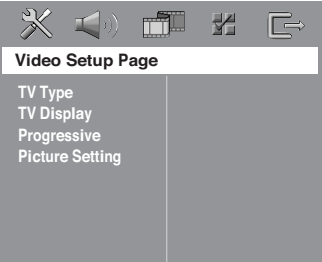 Video Setup Page
TV Type
TV Display
Progressive
Picture Setting